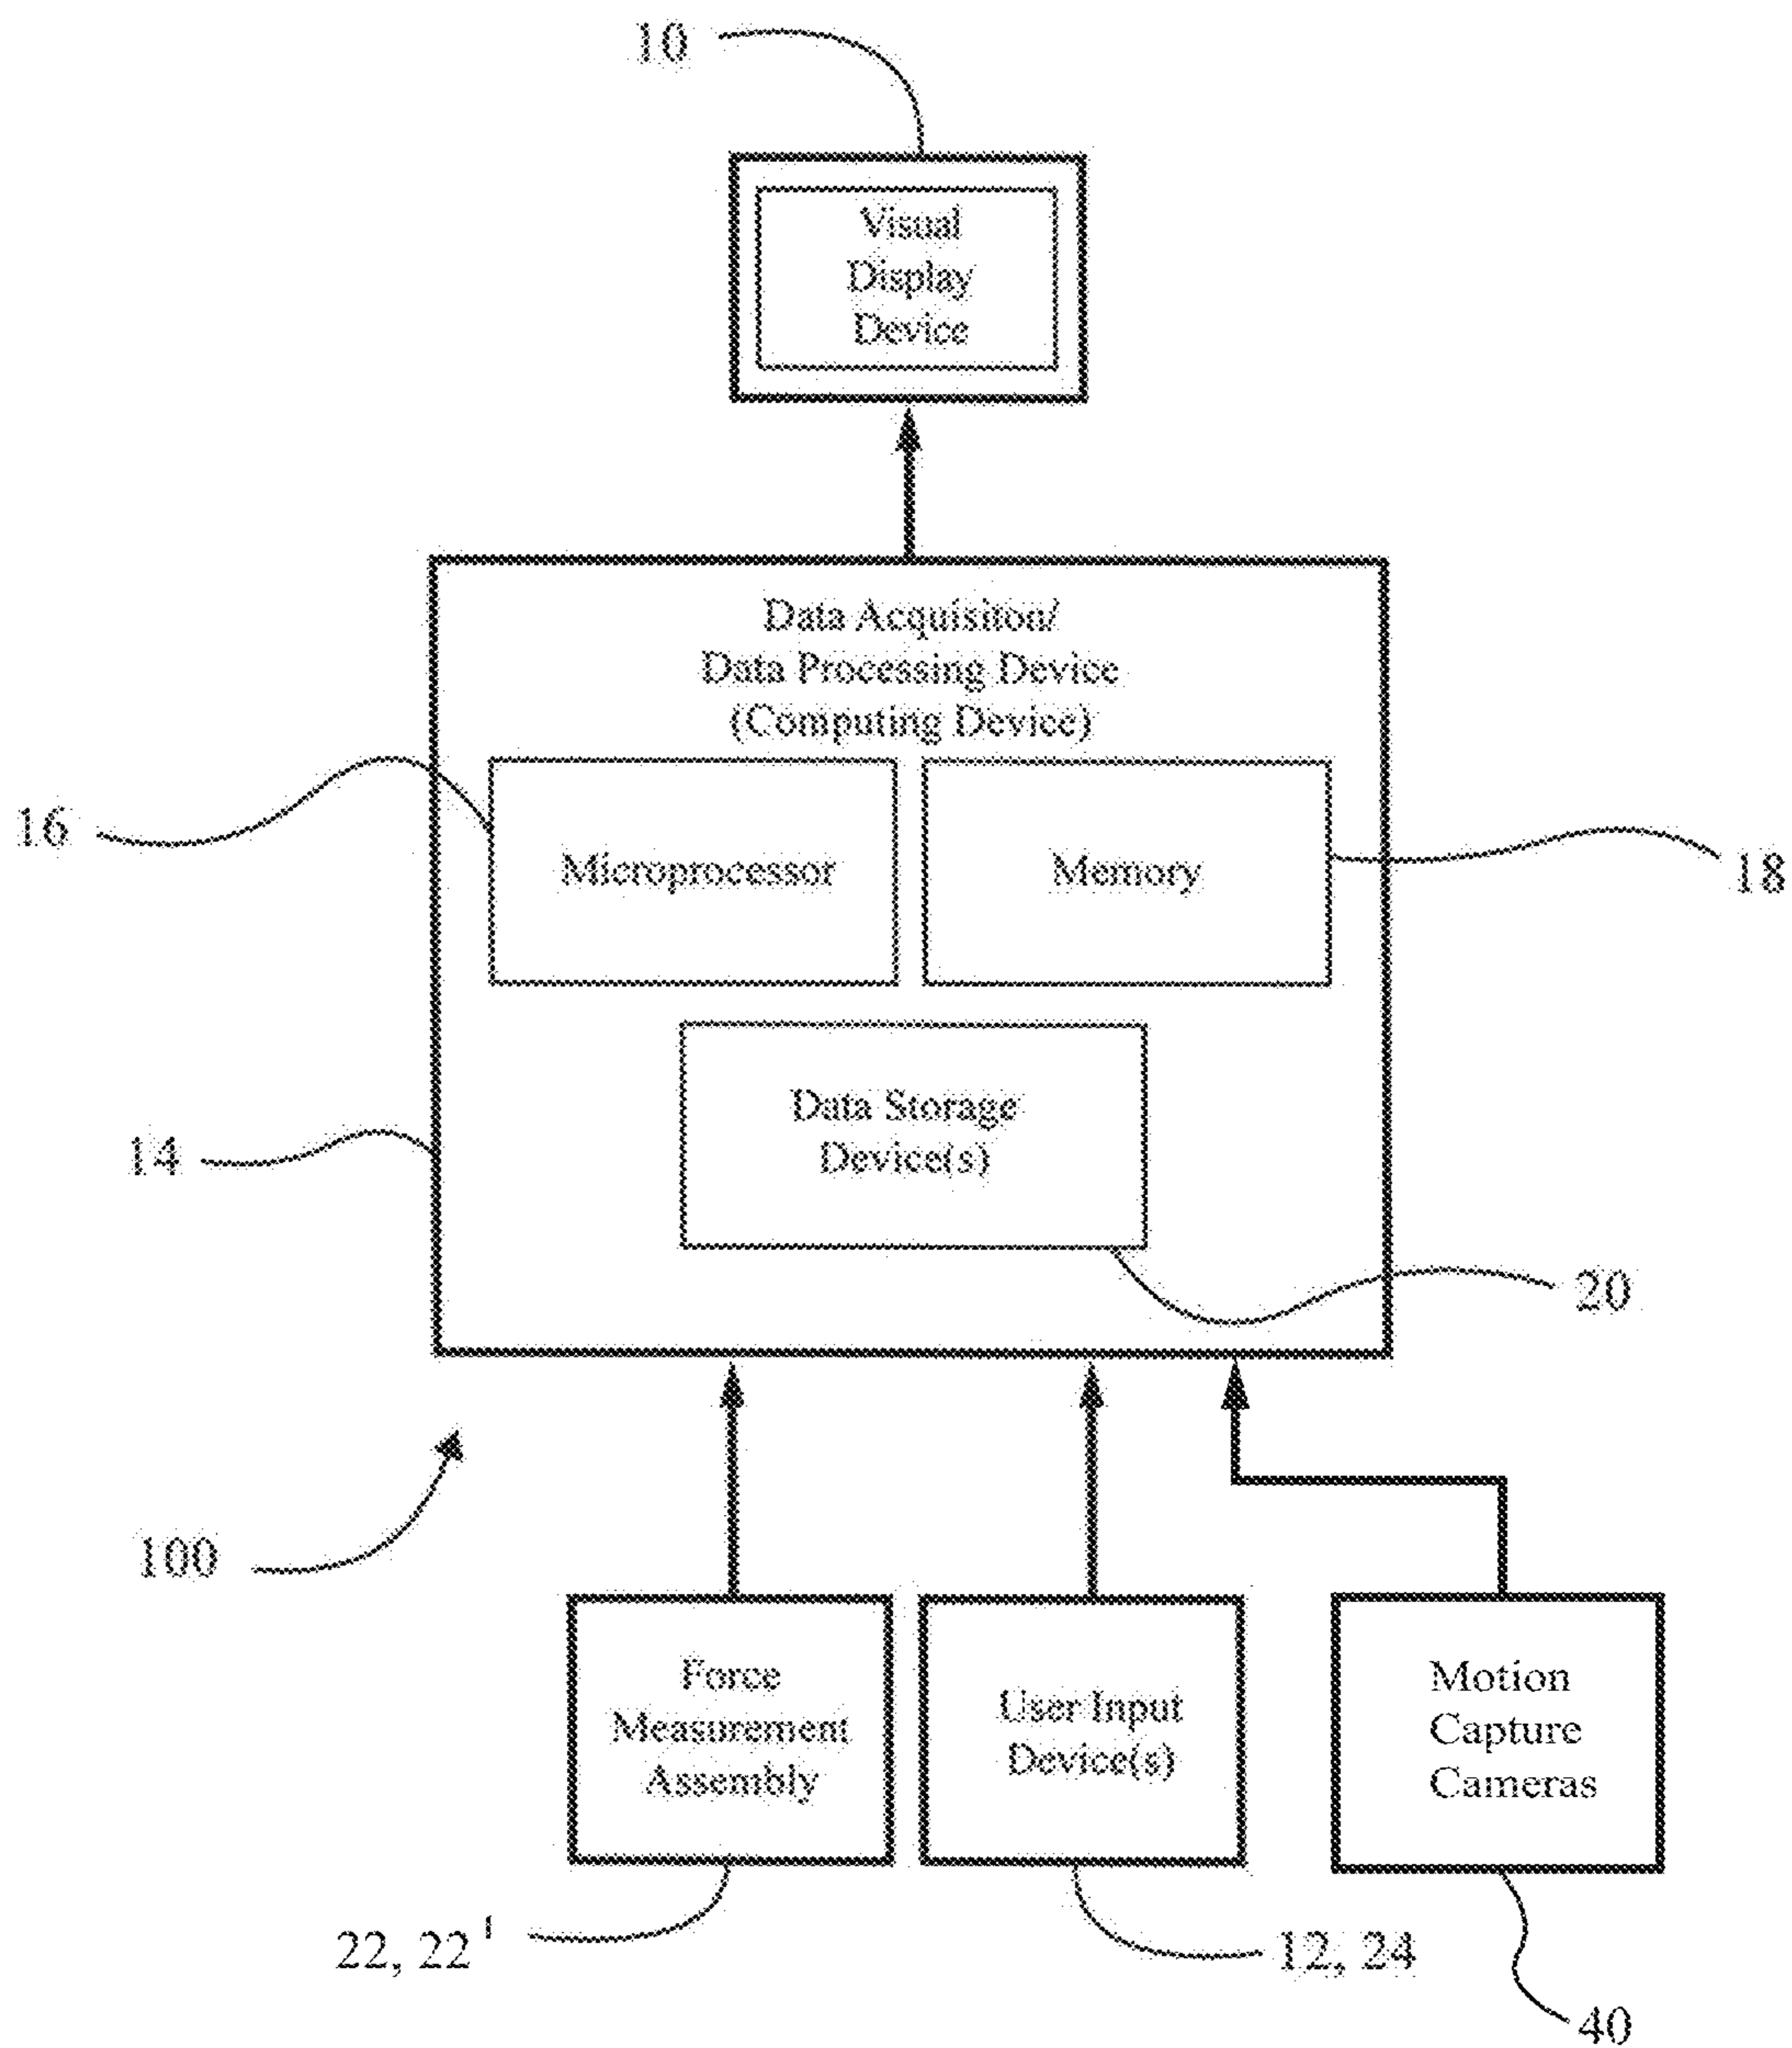 10
Visual
Display
Device
Data Acquisiton/
Data Processing Device
(Computing Device)
16
Microprocessor
Memory
18
Data Storage
Device(s)
14
20
100
Force
Measurement
Assembly
User Input
Device(s)
Motion
Capture
Cameras
22, 22'
12, 24
40